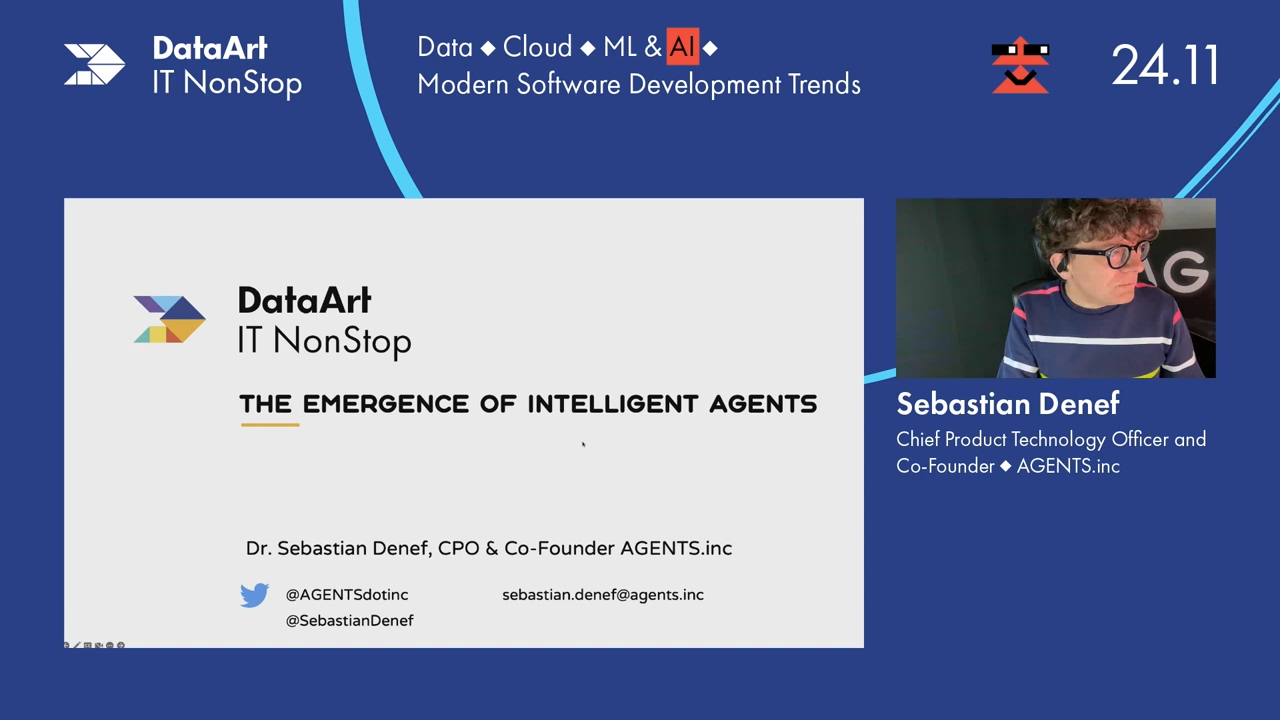 DataArt
IT NonStop
Data ◆ Cloud ◆ ML & AI ◆
Modern Software Development Trends
24.11
DataArt
IT NonStop
THE EMERGENCE OF INTELLIGENT AGENTS
Dr. Sebastian Denef, CPO & Co-Founder AGENTS.inc
@AGENTSdotinc
sebastian.denef@agents.inc
@SebastianDenef
AG
Sebastian Denef
Chief Product Technology Officer and
Co-Founder ◆ AGENTS.inc